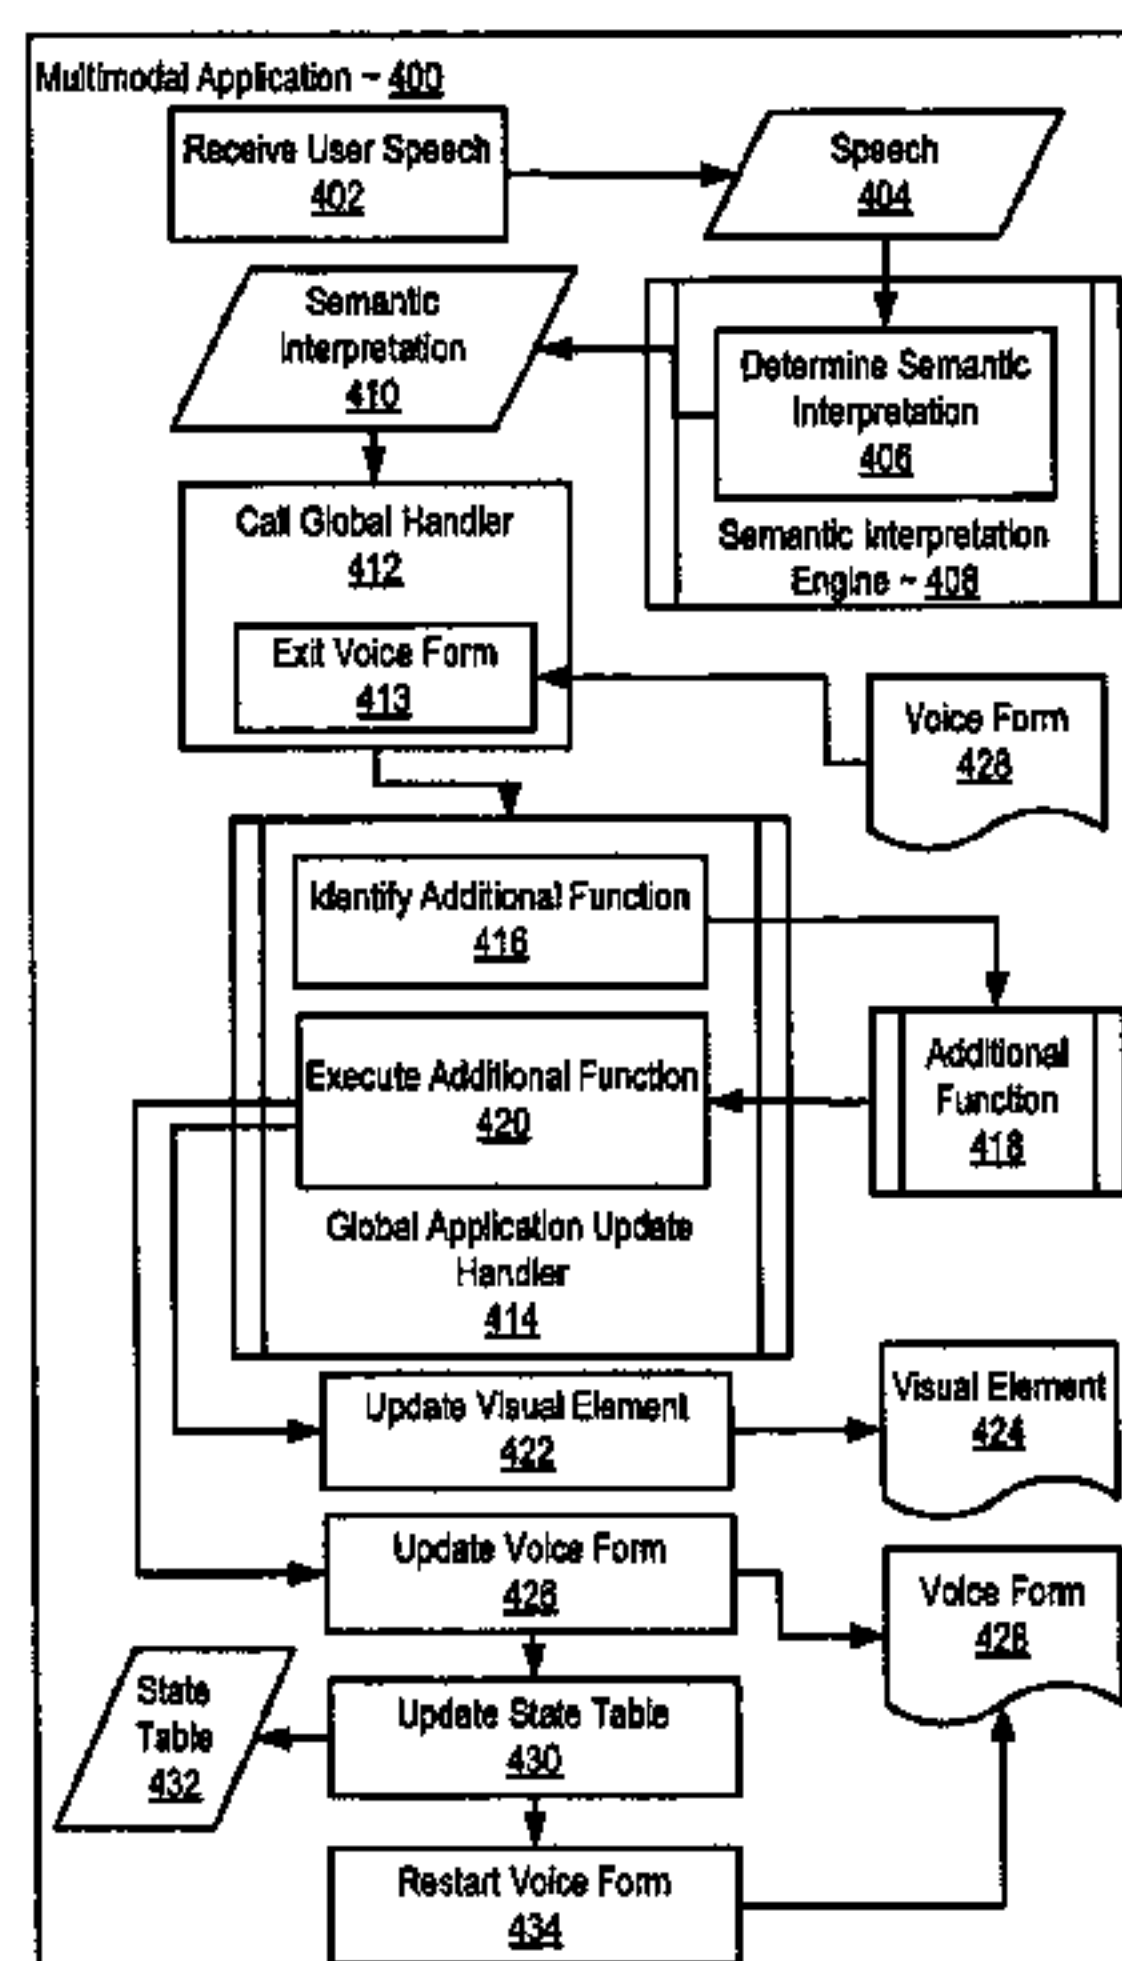 Multimodal Application ~ 400
Receive User Speech
402
Speech
404
Semantic
Interpretation
410
Determine Semantic
Interpretation
406
Semantic Interpretation
Engine ~ 408
Call Global Handler
412
Exit Voice Form
413
Voice Form
428
Identify Additional Function
416
Execute Additional Function
420
Additional
Function
418
Global Application Update
Handler
414
Update Visual Element
422
Visual Element
424
Update Voice Form
426
Voice Form
428
State
Table
432
Update State Table
430
Restart Voice Form
434